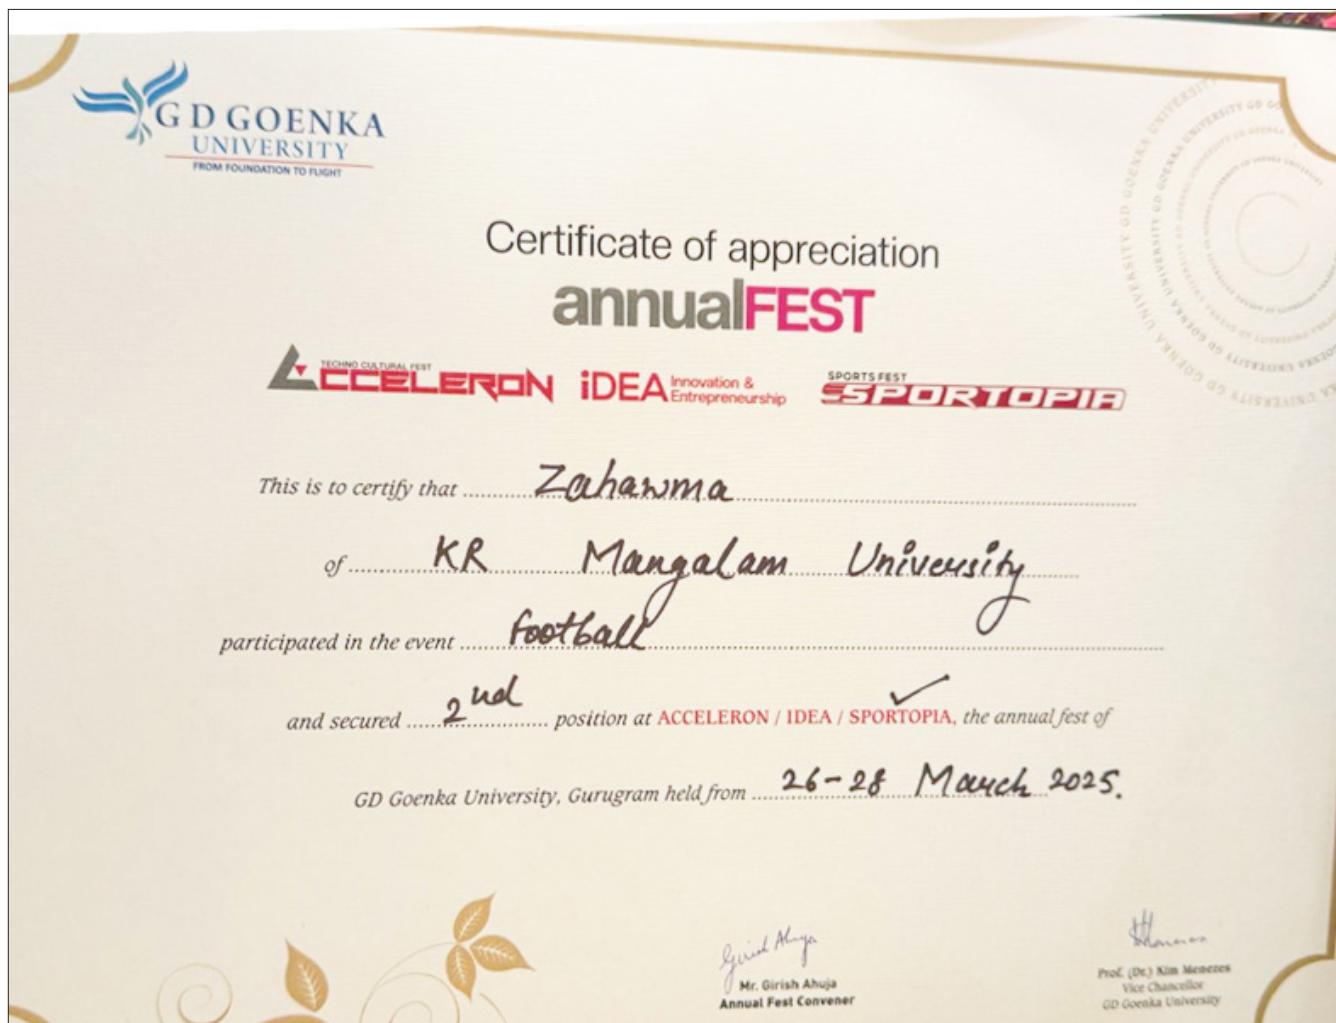 G D GOENKA
UNIVERSITY
FROM FOUNDATION TO FLIGHT
Certificate of appreciation
annualFEST
TECHNO CULTURAL FEST
ACCELERON
iDEA Innovation & Entrepreneurship
SPORTS FEST
SPORTOPIA
This is to certify that Zahawma
of KR Mangalam University
participated in the event football
and secured 2nd position at ACCELERON / IDEA / SPORTOPIA, the annual fest of
GD Goenka University, Gurugram held from 26-28 March 2025.
Girish Ahuja
Mr. Girish Ahuja
Annual Fest Convener
Prof. (Dr.) Kim Menezes
Vice Chancellor
GD Goenka University